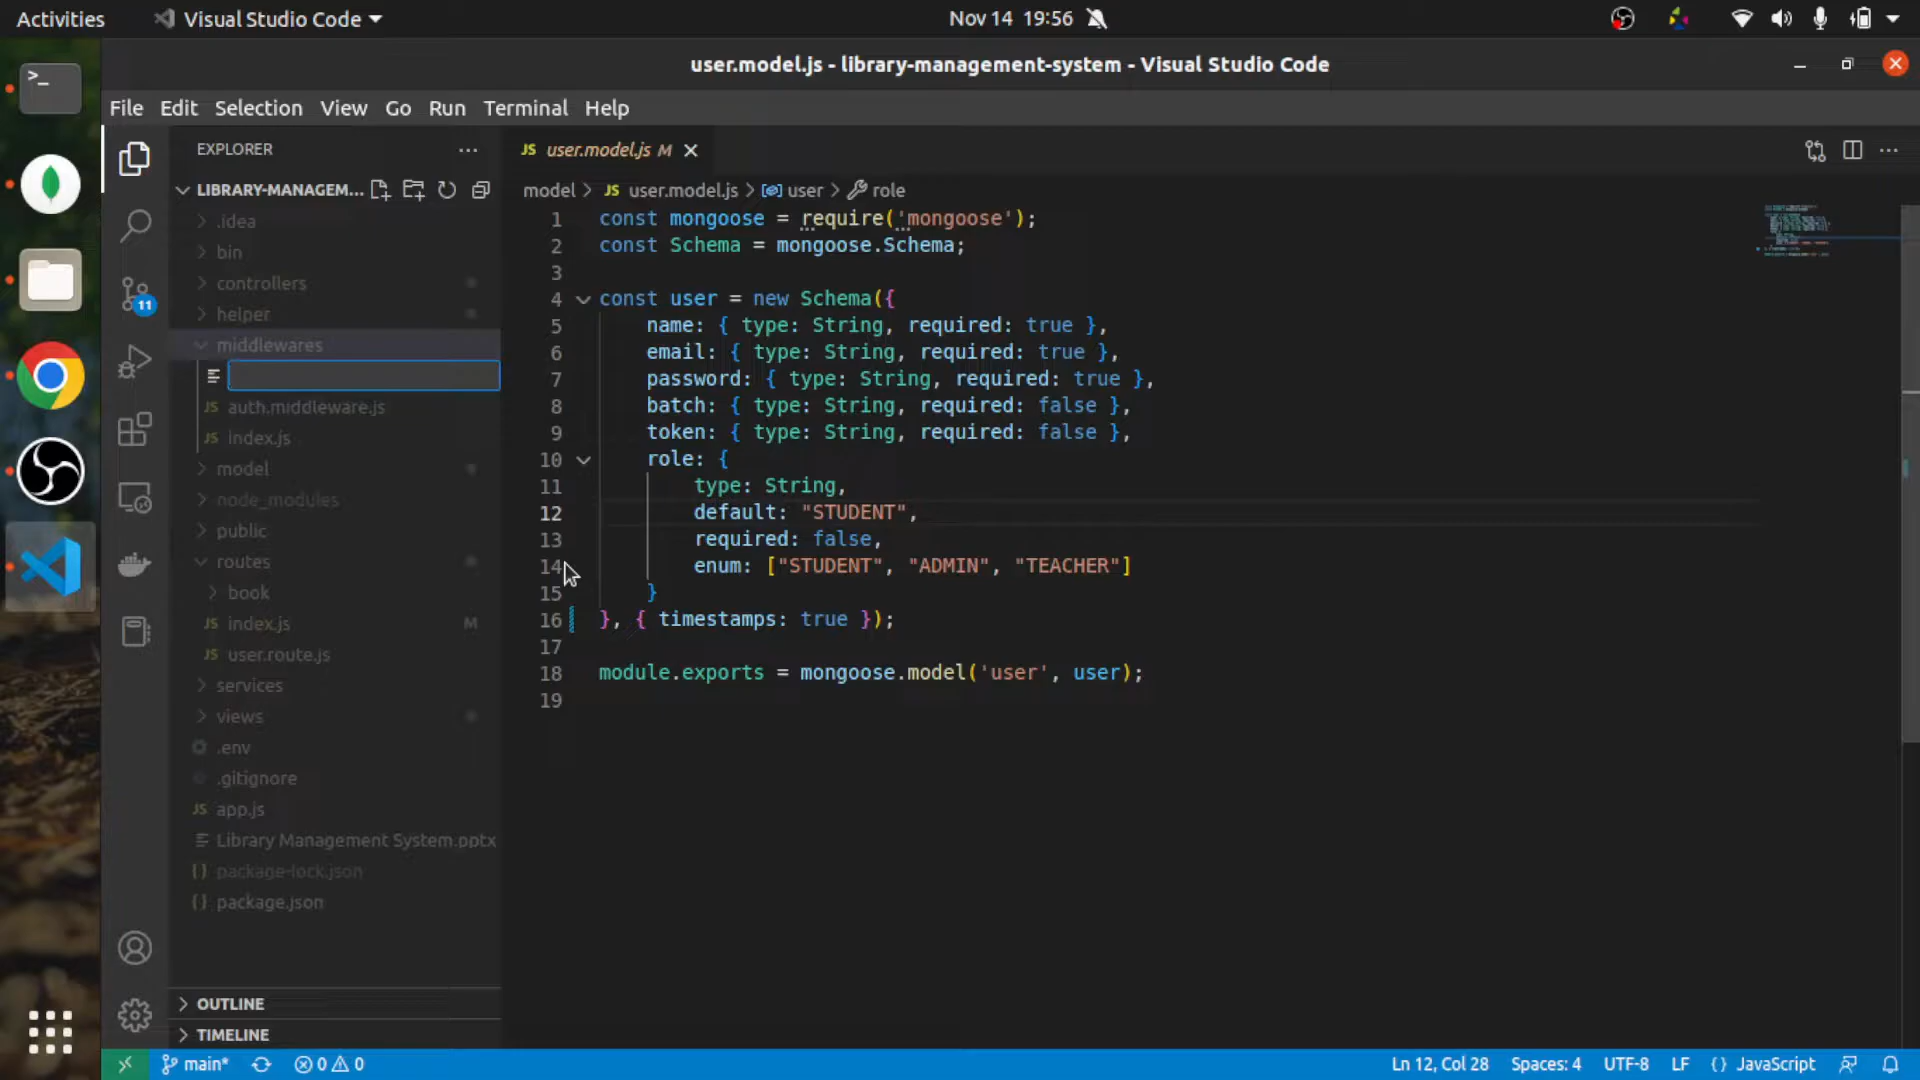 Activities
Visual Studio Code
Nov 14 19:56
user.model.js - library-management-system - Visual Studio Code
File Edit Selection View Go Run Terminal Help
EXPLORER
LIBRARY-MANAGEM...
.idea
bin
controllers
helper
middlewares
JS auth.middleware.js
JS index.js
model
node_modules
public
routes
book
JS index.js M
JS user.route.js
services
views
.env
.gitignore
JS app.js
Library Management System.pptx
{} package-lock.json
{} package.json
OUTLINE
TIMELINE
11
JS user.model.js M
model > JS user.model.js > user > role
1 const mongoose = require('mongoose');
2 const Schema = mongoose.Schema;
3
4 const user = new Schema({
5 name: { type: String, required: true },
6 email: { type: String, required: true },
7 password: { type: String, required: true },
8 batch: { type: String, required: false },
9 token: { type: String, required: false },
10 role: {
11 type: String,
12 default: "STUDENT",
13 required: false,
14 enum: ["STUDENT", "ADMIN", "TEACHER"]
15 }
16 }, { timestamps: true });
17
18 module.exports = mongoose.model('user', user);
19
main* 0 0 Ln 12, Col 28 Spaces: 4 UTF-8 LF {} JavaScript